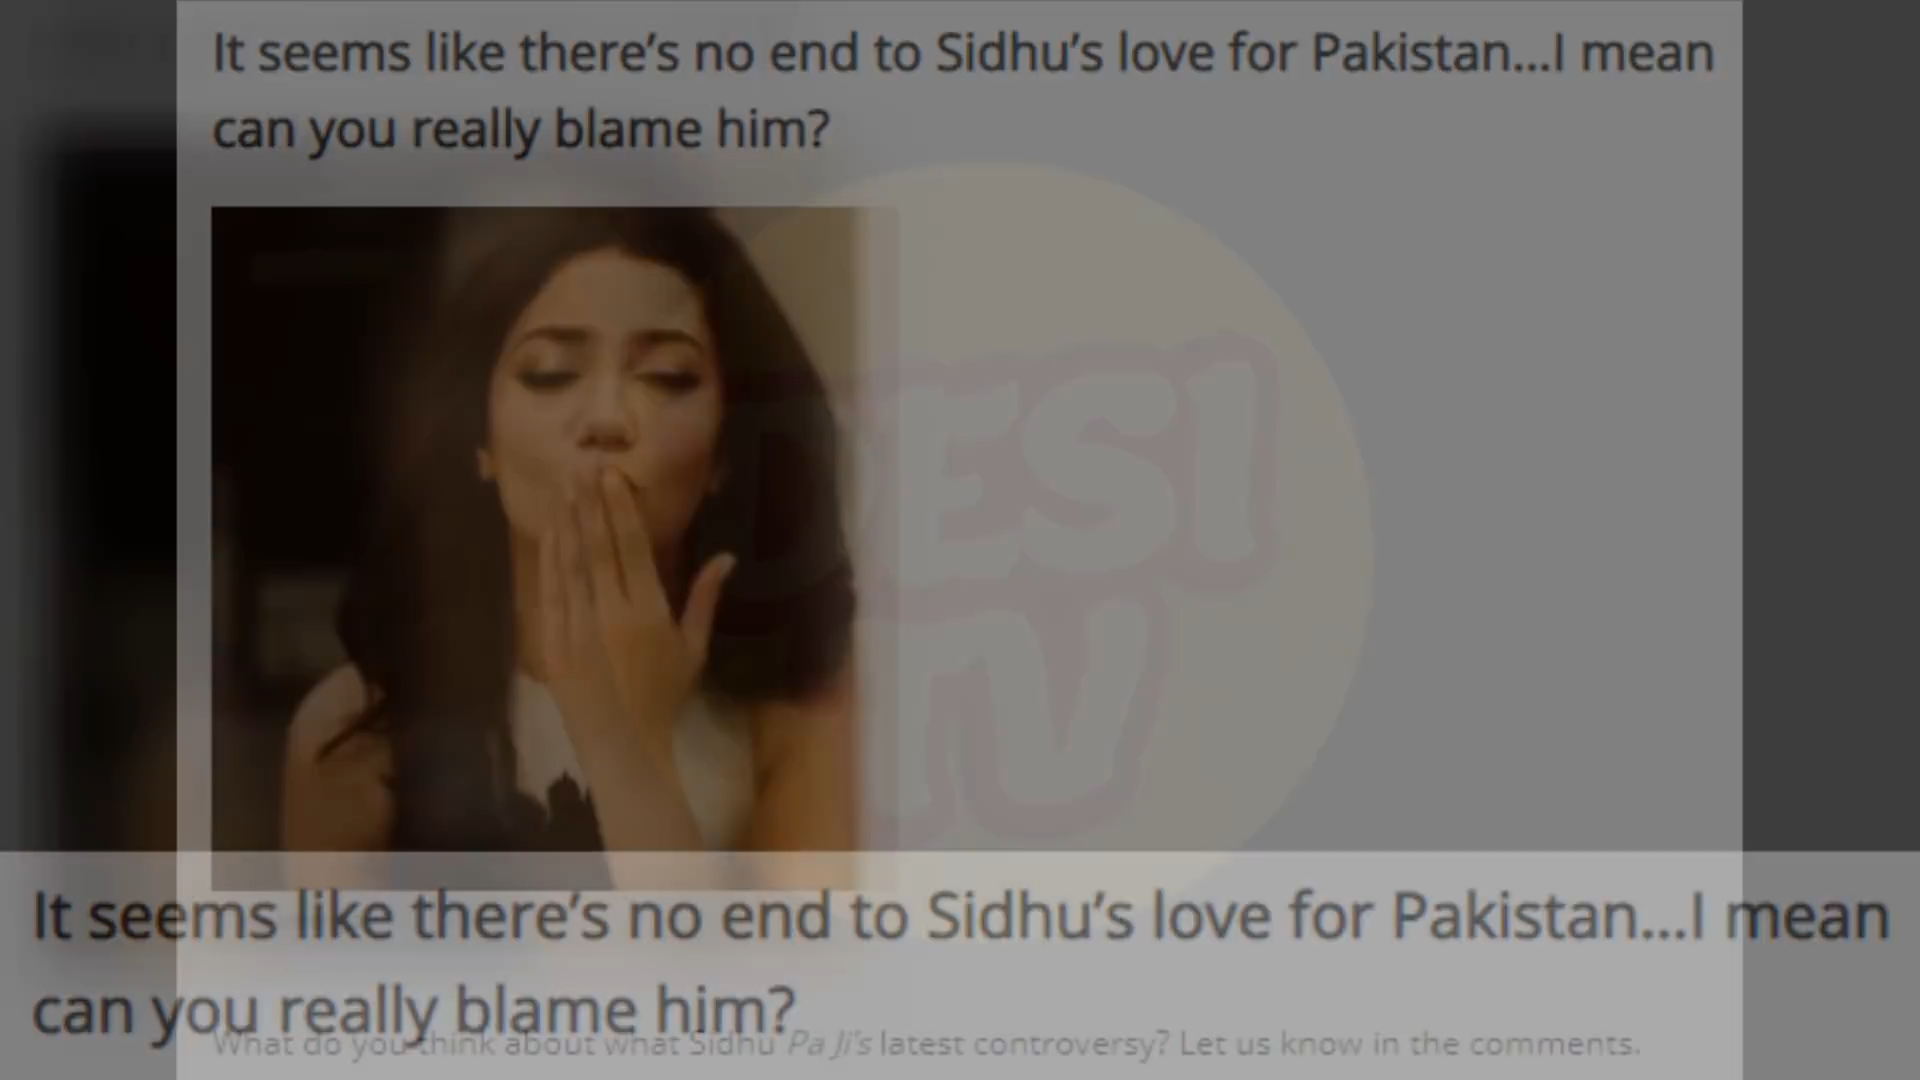 It seems like there’s no end to Sidhu’s love for Pakistan...I mean
can you really blame him?
DESI
TV
It seems like there’s no end to Sidhu’s love for Pakistan...I mean
can you really blame him?
What do you think about what Sidhu Pa Ji’s latest controversy? Let us know in the comments.